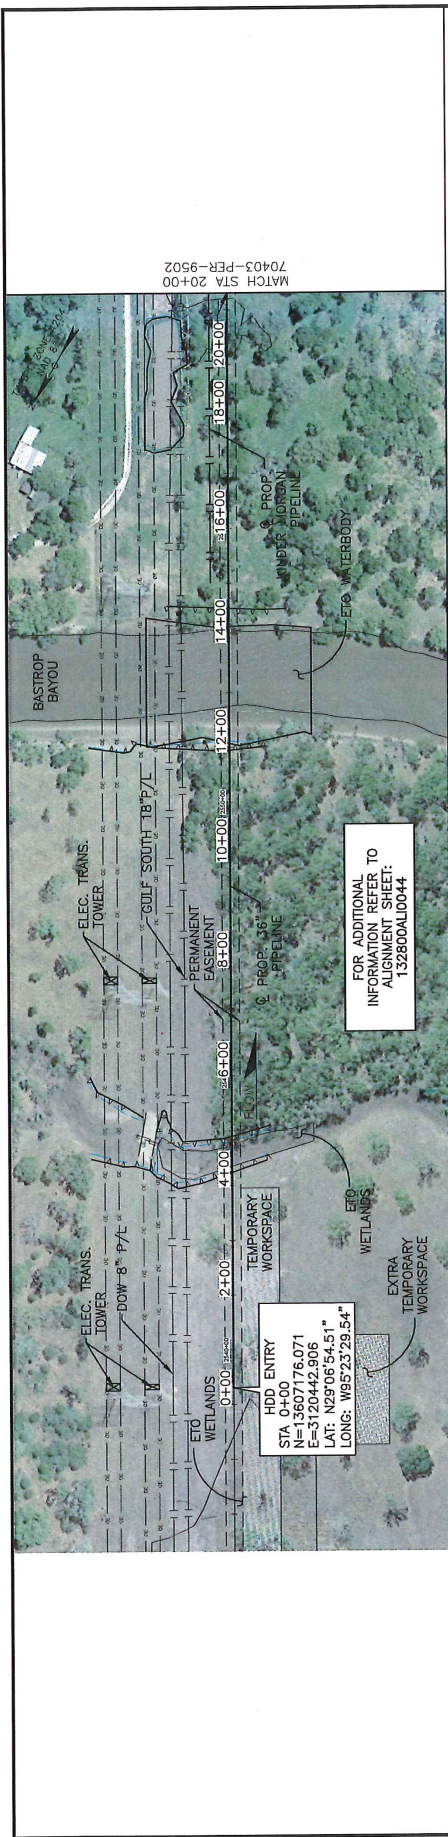 MATCH STA 20+00
70403-PER-9502
NAD 83
BASTROP
BAYOU
ELEC. TRANS.
TOWER
GULF SOUTH 18" P/L
PERMANENT
EASEMENT
ELEC. TRANS.
TOWER
DOW 8" P/L
ETO
WETLANDS
0+00
2+00
4+00
6+00
8+00
10+00
12+00
14+00
16+00
18+00
20+00
FLOW
℄ PROP. 36"
PIPELINE
℄ PROP.
KINDER MORGAN
PIPELINE
ETO WATERBODY
TEMPORARY
WORKSPACE
ETO
WETLANDS
EXTRA
TEMPORARY
WORKSPACE
HDD ENTRY
STA 0+00
N=13607176.071
E=3120442.906
LAT: N29°06'54.51"
LONG: W95°23'29.54"
FOR ADDITIONAL
INFORMATION REFER TO
ALIGNMENT SHEET:
132800ALI0044